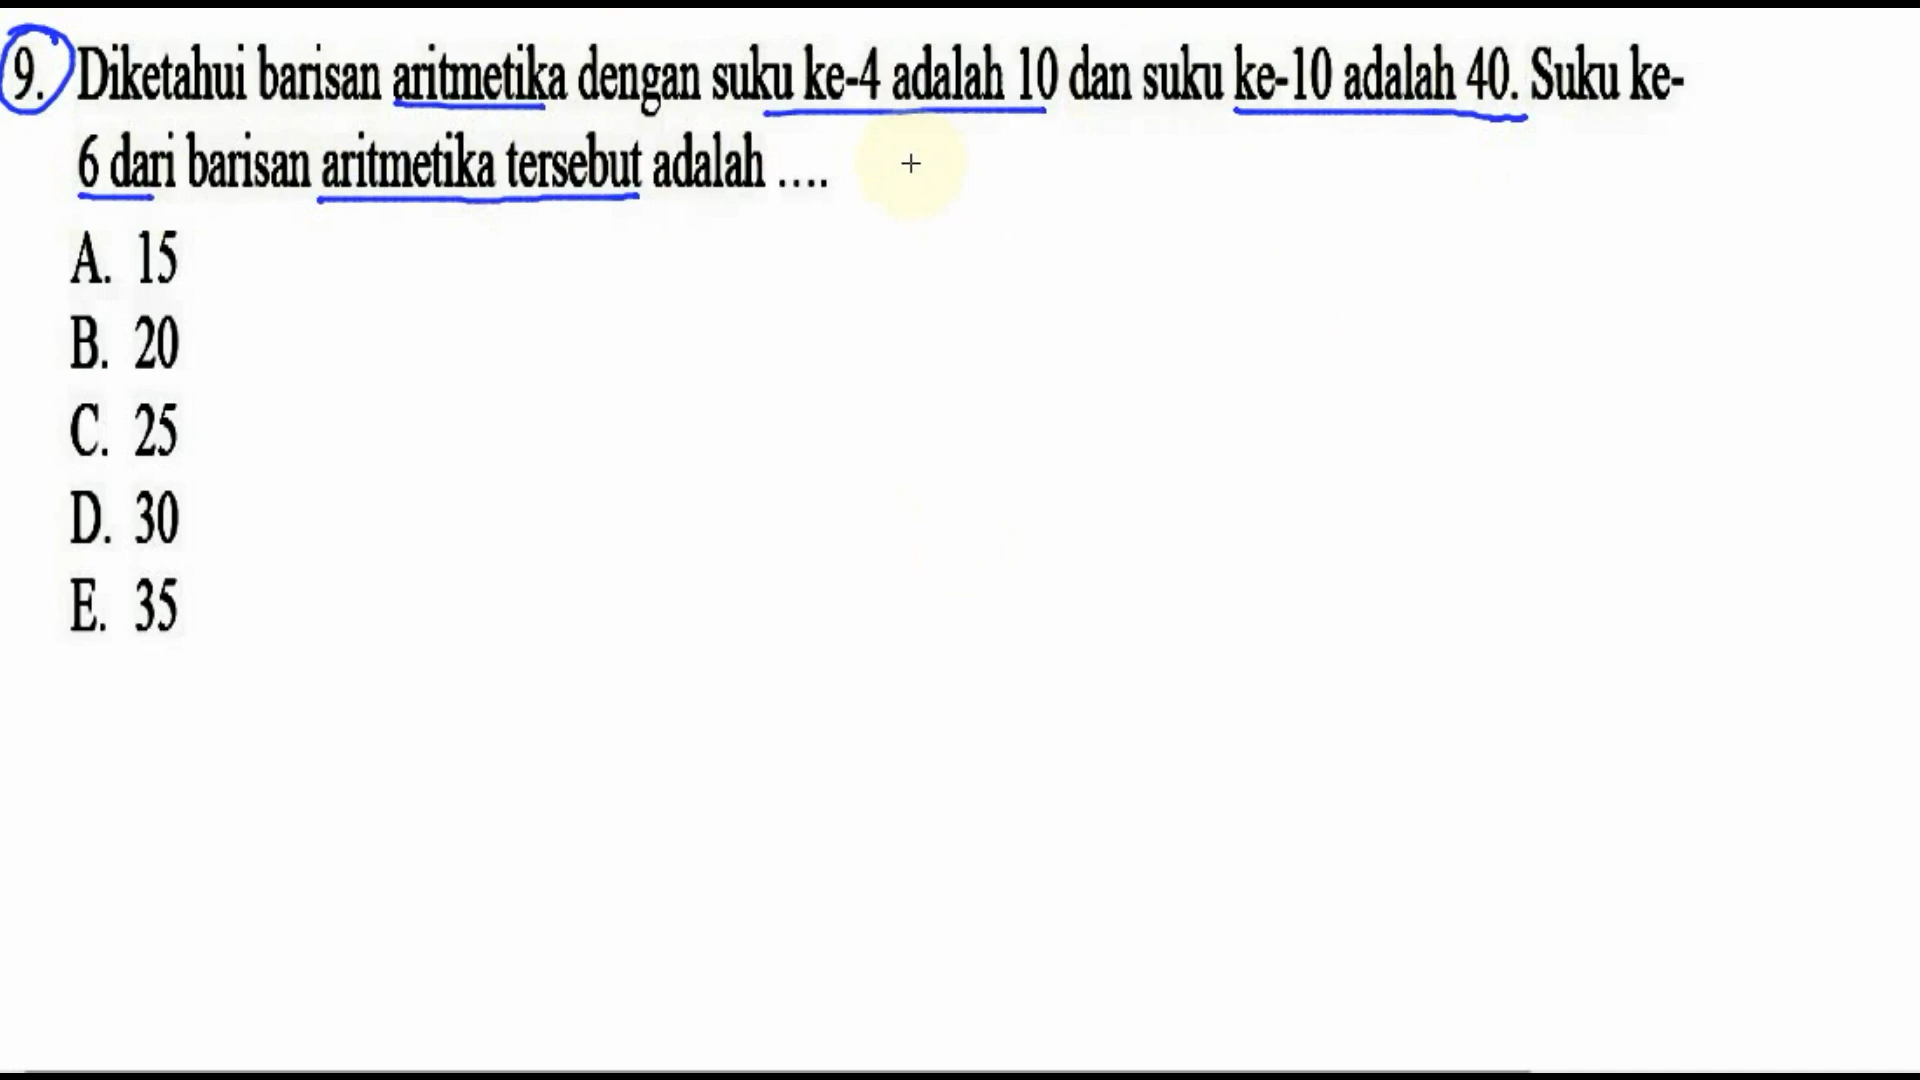 9. Diketahui barisan aritmetika dengan suku ke-4 adalah 10 dan suku ke-10 adalah 40. Suku ke-
6 dari barisan aritmetika tersebut adalah ....
A. 15
B. 20
C. 25
D. 30
E. 35